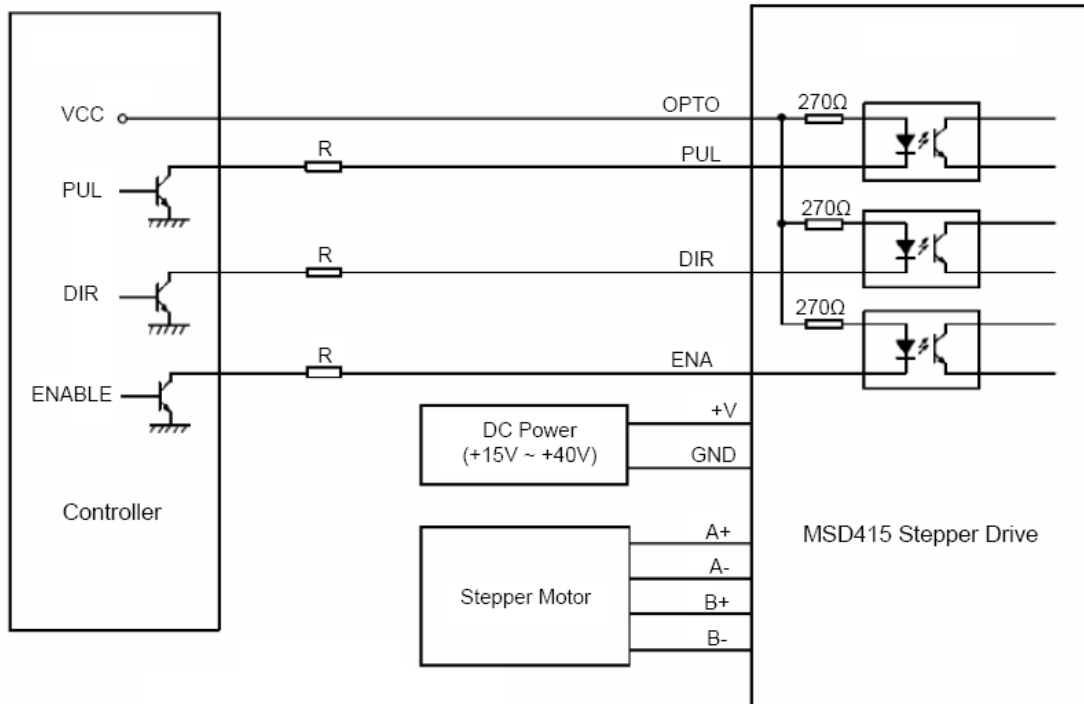 VCC
OPTO
270Ω
R
PUL
PUL
270Ω
R
DIR
DIR
270Ω
R
ENA
ENABLE
DC Power
(+15V ~ +40V)
+V
GND
Controller
MSD415 Stepper Drive
Stepper Motor
A+
A-
B+
B-